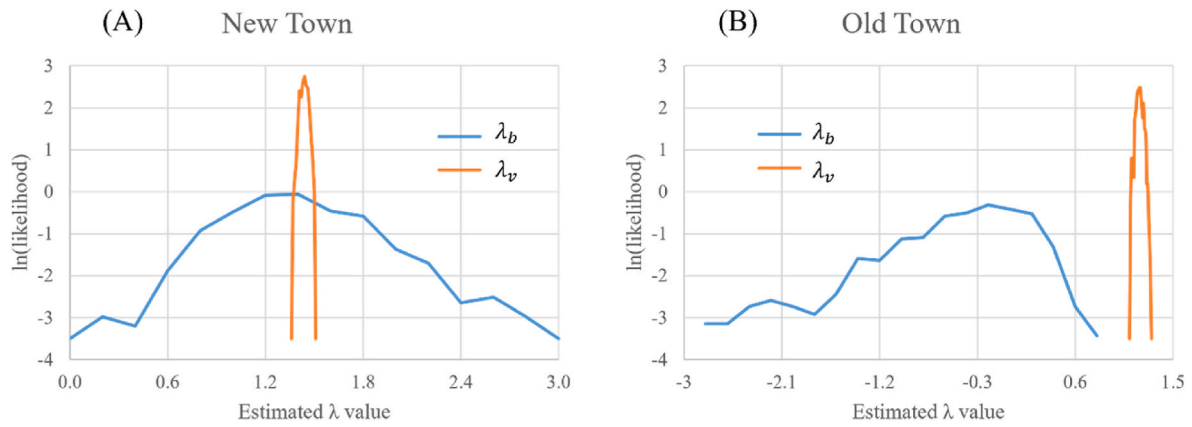 (A) New Town
3
2
1
0
-1
-2
-3
-4
ln(likelihood)
λb
λv
0.0 0.6 1.2 1.8 2.4 3.0
Estimated λ value
(B) Old Town
3
2
1
0
-1
-2
-3
-4
ln(likelihood)
λb
λv
-3 -2.1 -1.2 -0.3 0.6 1.5
Estimated λ value